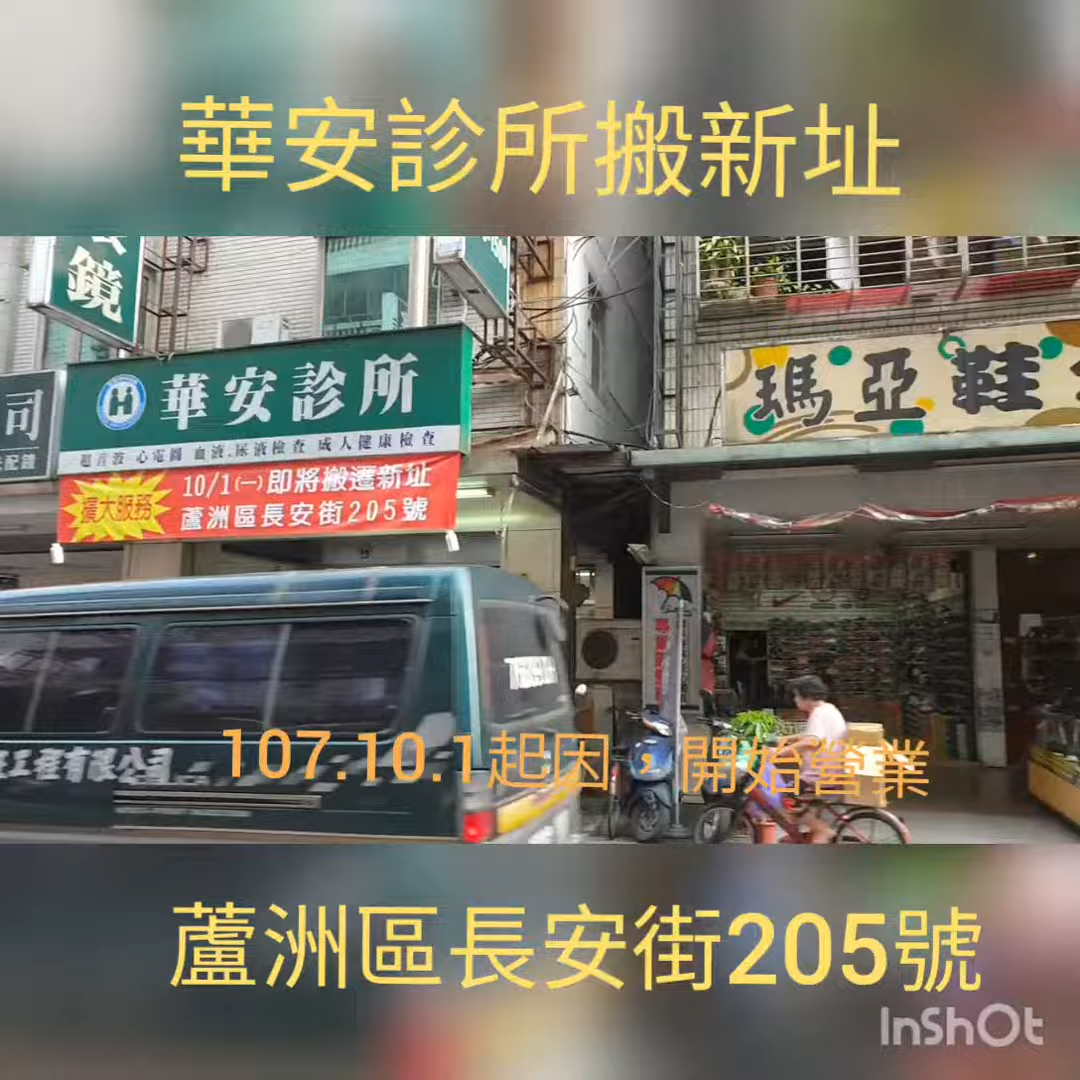 華安診所搬新址
鏡
司
配鏡
華安診所
超音波 心電圖 血液.尿液檢查 成人健康檢查
擴大服務
10/1(一)即將搬遷新址
蘆洲區長安街205號
瑪亞鞋
工程有限公司
107.10.1起因，開始營業
蘆洲區長安街205號
InShOt